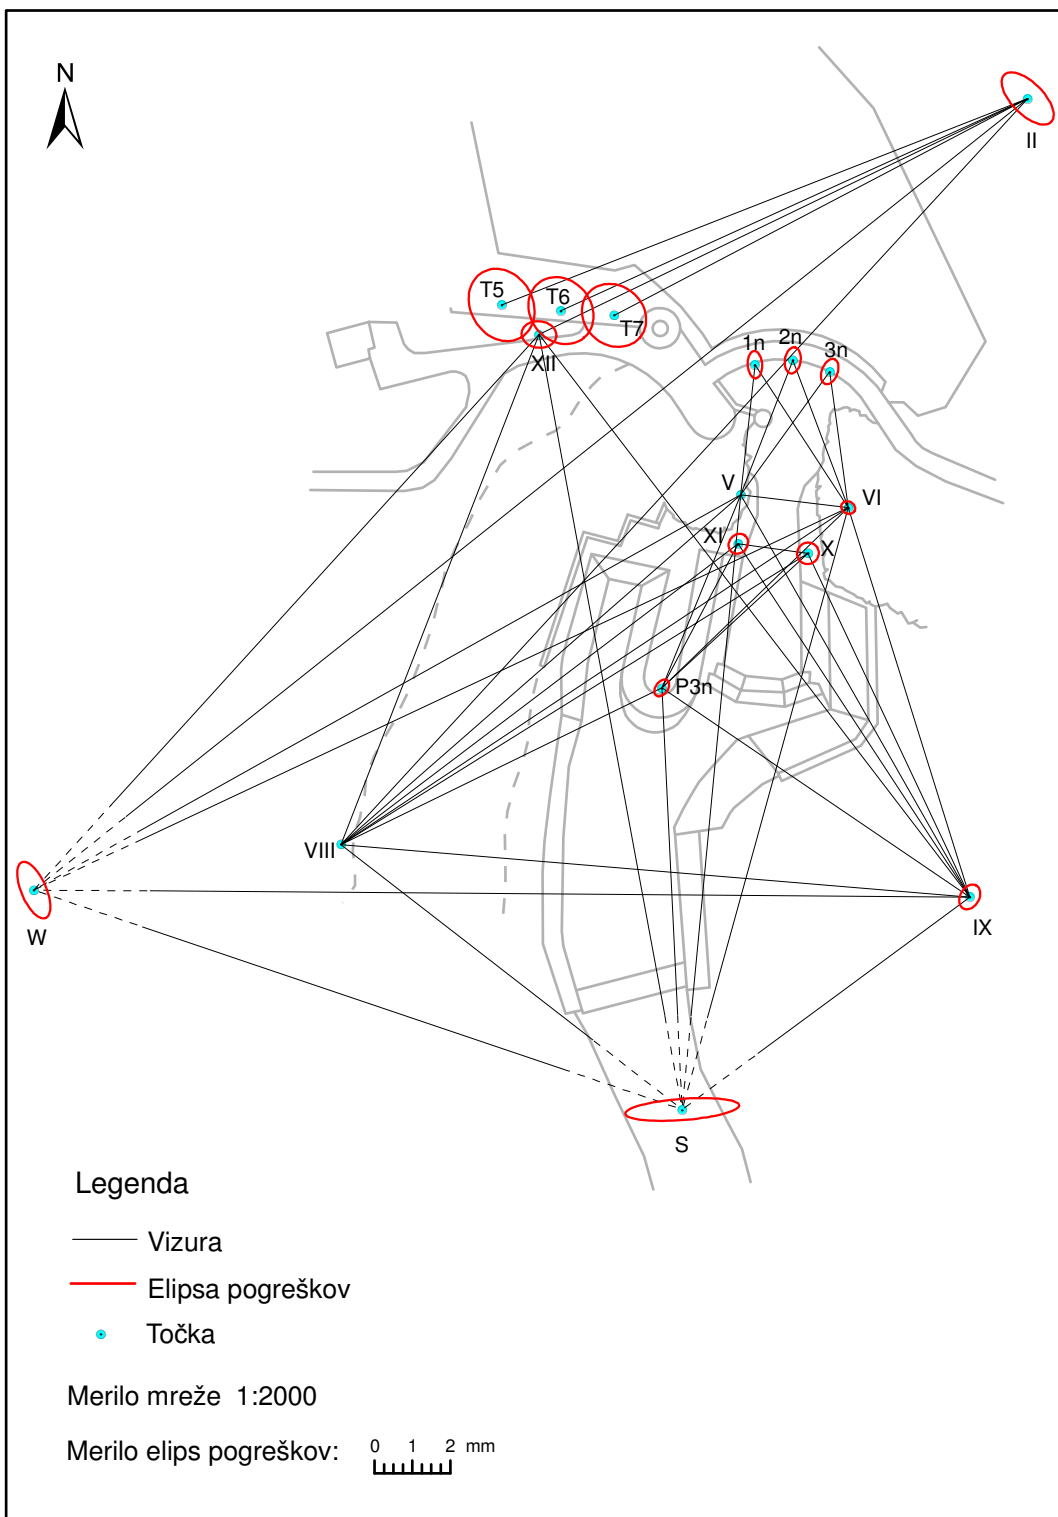 N
II
T5
T6
T7
XII
1n
2n
3n
V
VI
XI
X
P3n
VIII
W
IX
S
Legenda
Vizura
Elipsa pogreškov
Točka
Merilo mreže 1:2000
Merilo elips pogreškov: 0 1 2 mm